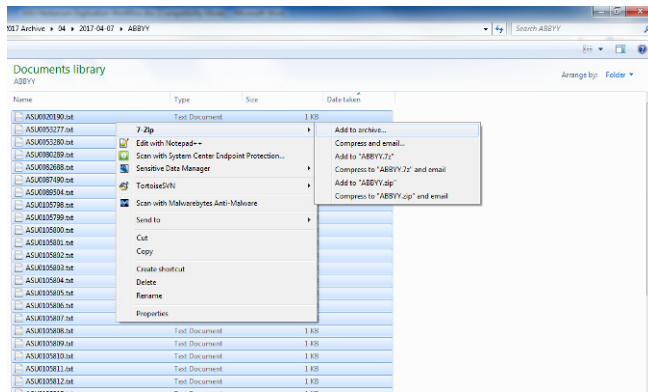 2017 Archive ▸ 04 ▸ 2017-04-07 ▸ ABBYY
Search ABBYY
Documents library
ABBYY
Arrange by: Folder
Name Type Size Date taken
ASU0020190.txt Text Document 1 KB
ASU0053277.txt
ASU0053280.txt
ASU0080289.txt
ASU0082688.txt
ASU0087490.txt
ASU0089504.txt
ASU0105798.txt
ASU0105799.txt
ASU0105800.txt
ASU0105801.txt
ASU0105802.txt
ASU0105803.txt
ASU0105804.txt
ASU0105805.txt
ASU0105806.txt
ASU0105807.txt
ASU0105808.txt Text Document 1 KB
ASU0105809.txt Text Document 1 KB
ASU0105810.txt Text Document 1 KB
ASU0105811.txt Text Document 1 KB
ASU0105812.txt Text Document 1 KB
7-Zip
Edit with Notepad++
Scan with System Center Endpoint Protection...
Sensitive Data Manager
TortoiseSVN
Scan with Malwarebytes Anti-Malware
Send to
Cut
Copy
Create shortcut
Delete
Rename
Properties
Add to archive...
Compress and email...
Add to "ABBYY.7z"
Compress to "ABBYY.7z" and email
Add to "ABBYY.zip"
Compress to "ABBYY.zip" and email